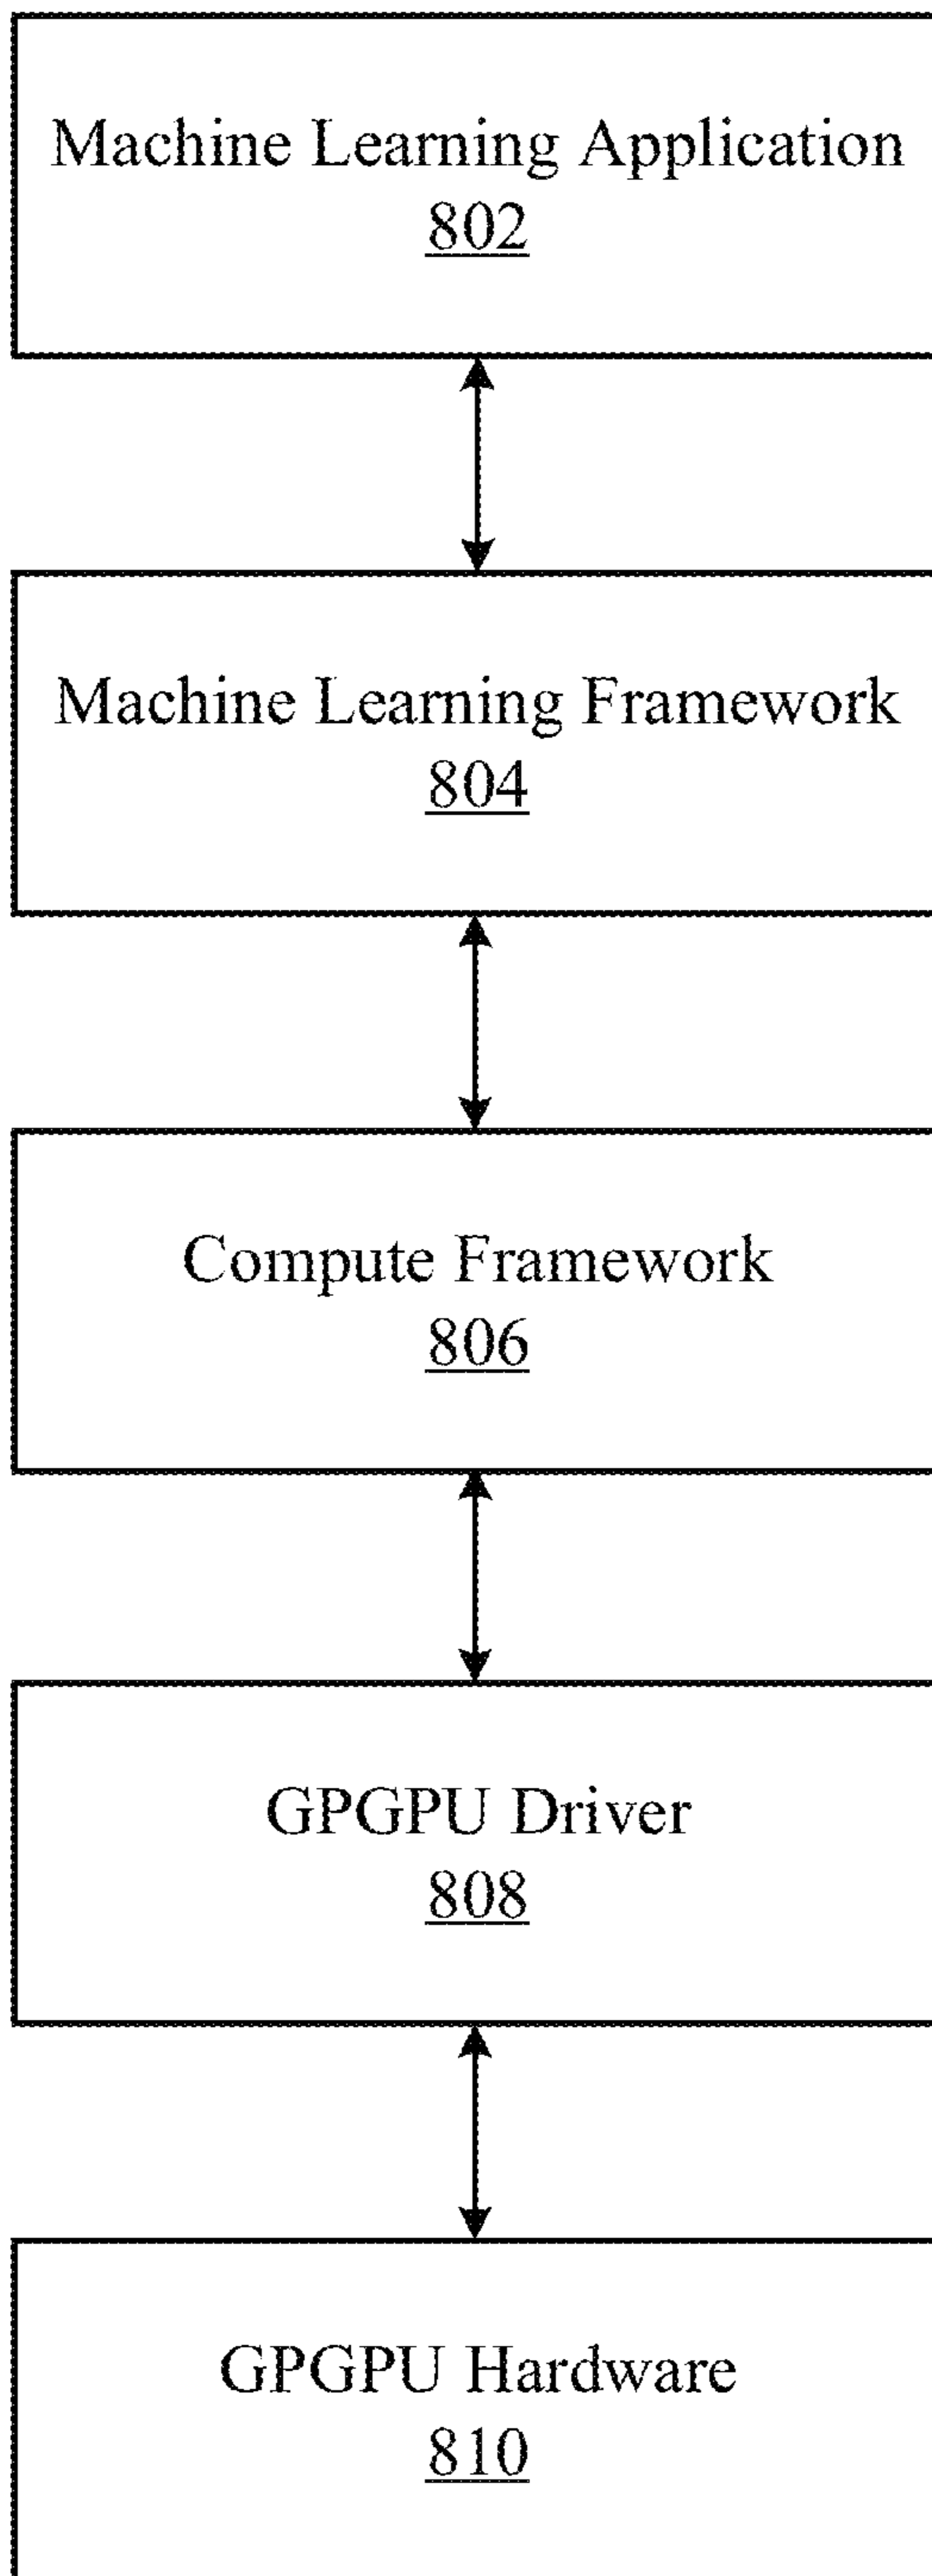 Machine Learning Application
802
Machine Learning Framework
804
Compute Framework
806
GPGPU Driver
808
GPGPU Hardware
810